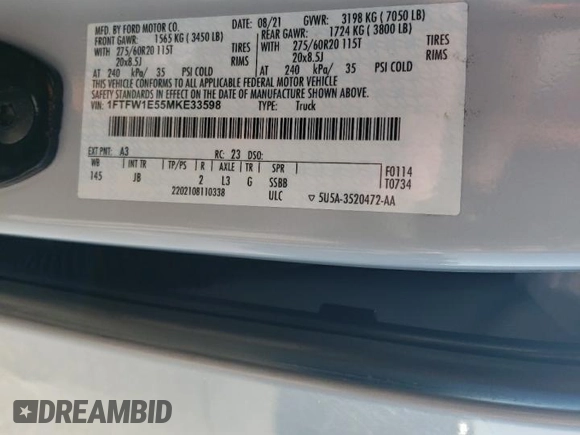 MFD. BY FORD MOTOR CO.
08/21 GVWR: 3198 KG ( 7050 LB)
FRONT GAWR: 1565 KG ( 3450 LB)
REAR GAWR: 1724 KG ( 3800 LB)
WITH 275/60R20 115T TIRES
WITH 275/60R20 115T TIRES
20x8.5J RIMS
20x8.5J RIMS
AT 240 kPa/ 35 PSI COLD
AT 240 kPa/ 35 PSI COLD
THIS VEHICLE CONFORMS TO ALL APPLICABLE FEDERAL MOTOR VEHICLE
SAFETY STANDARDS AND THEFT PREVENTION STANDARDS IN EFFECT ON THE DATE OF MANUFACTURE SHOWN ABOVE.
VIN: 1FTFW1E55MKE33598 TYPE: Truck
EXT PNT: A3 RC: 23 DSO:
WB INT TR TP/PS R AXLE TR SPR
145 JB 2 L3 G SSBB
2202108110338 ULC
F0114
T0734
5U5A-3520472-AA
DREAMBID